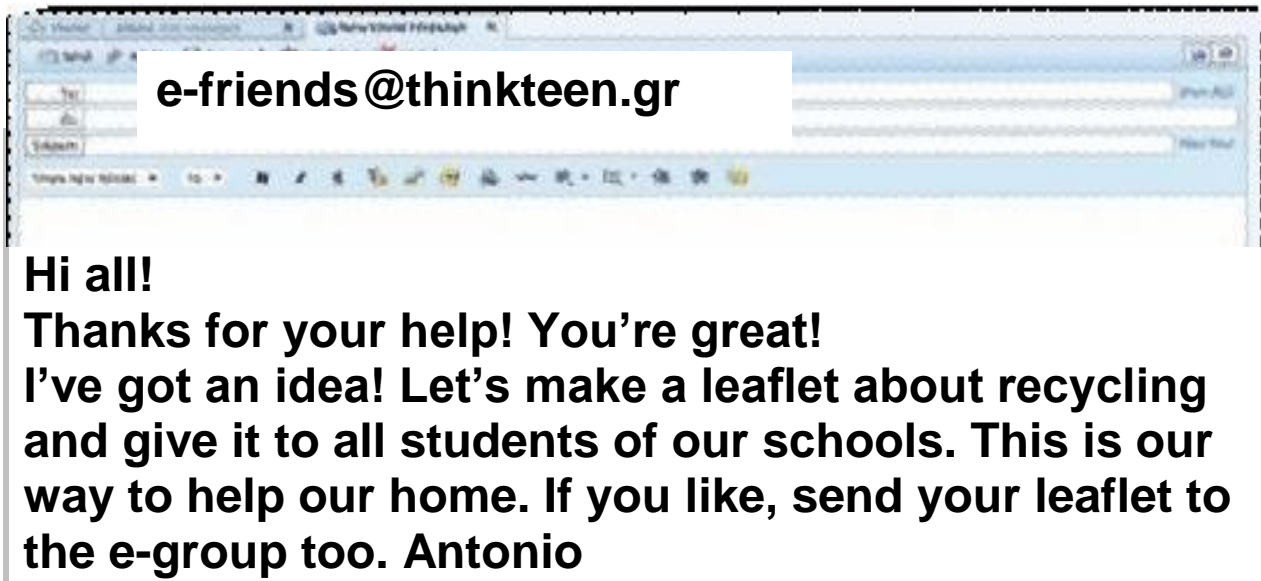 e-friends@thinkteen.gr
Hi all!
Thanks for your help! You’re great!
I’ve got an idea! Let’s make a leaflet about recycling
and give it to all students of our schools. This is our
way to help our home. If you like, send your leaflet to
the e-group too. Antonio